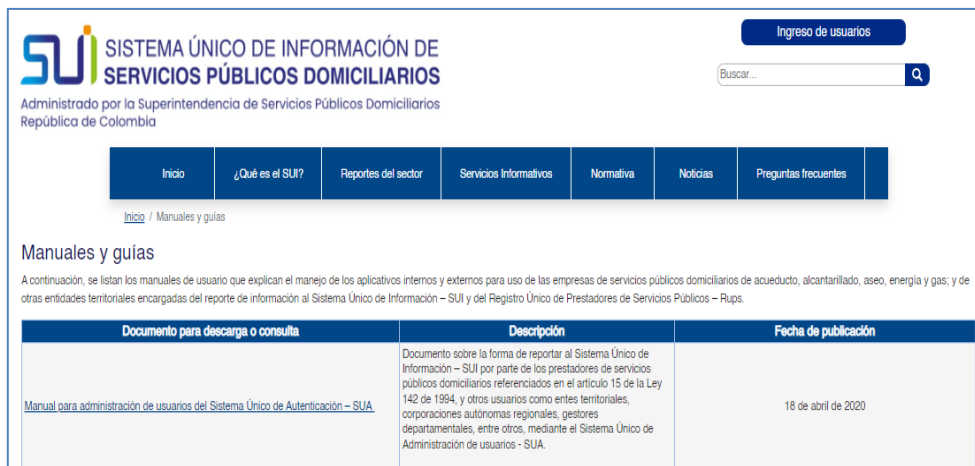 Ingreso de usuarios
SUI SISTEMA ÚNICO DE INFORMACIÓN DE
SERVICIOS PÚBLICOS DOMICILIARIOS
Buscar...
Administrado por la Superintendencia de Servicios Públicos Domiciliarios
República de Colombia
Inicio ¿Qué es el SUI? Reportes del sector Servicios Informativos Normativa Noticias Preguntas frecuentes
Inicio / Manuales y guías
Manuales y guías
A continuación, se listan los manuales de usuario que explican el manejo de los aplicativos internos y externos para uso de las empresas de servicios públicos domiciliarios de acueducto, alcantarillado, aseo, energía y gas; y de
otras entidades territoriales encargadas del reporte de información al Sistema Único de Información – SUI y del Registro Único de Prestadores de Servicios Públicos – Rups.
Documento para descarga o consulta Descripción Fecha de publicación
Manual para administración de usuarios del Sistema Único de Autenticación – SUA
Documento sobre la forma de reportar al Sistema Único de
Información – SUI por parte de los prestadores de servicios
públicos domiciliarios referenciados en el artículo 15 de la Ley
142 de 1994, y otros usuarios como entes territoriales,
corporaciones autónomas regionales, gestores
departamentales, entre otros, mediante el Sistema Único de
Administración de usuarios - SUA.
18 de abril de 2020